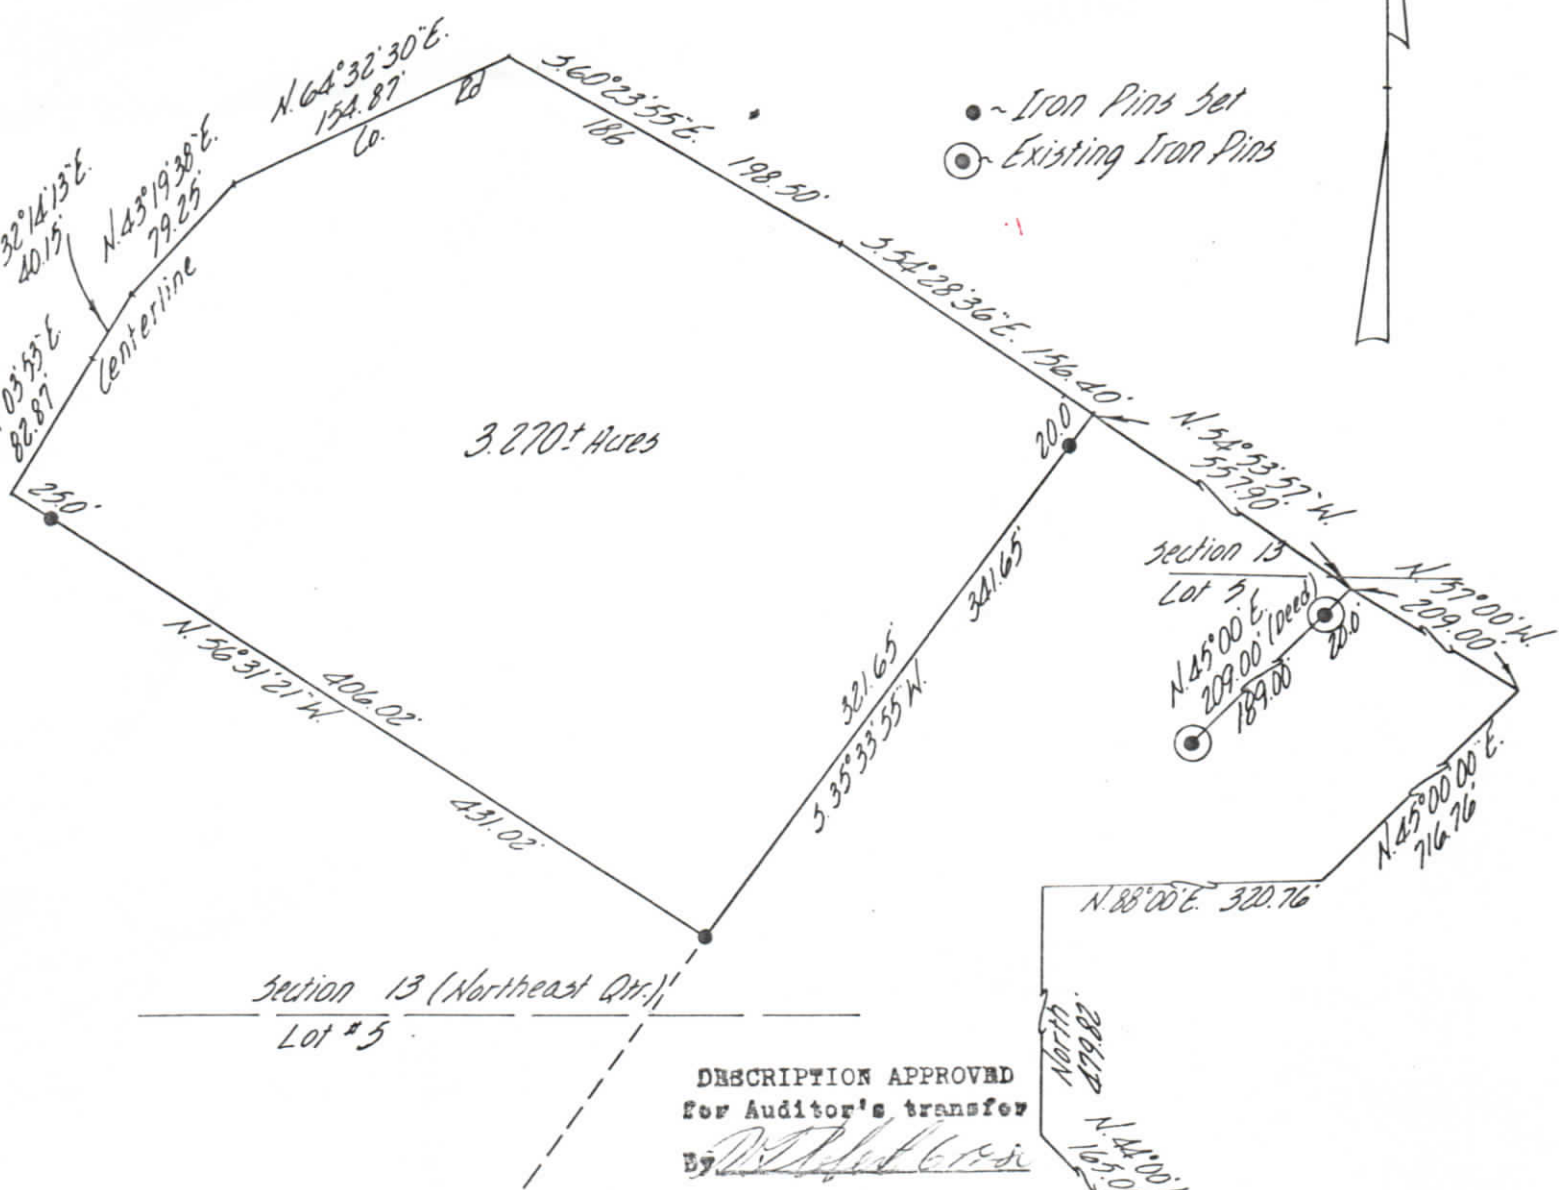 N. 64°32'30"E.
154.87'
Co. Rd
186
S. 60°23'55"E. 198.50'
● ~ Iron Pins Set
~ Existing Iron Pins
32°14'13"E.
40.15'
N. 43°19'38"E.
79.25'
Centerline
03'53"E
82.87'
25.0'
S. 54°28'36"E. 156.40'
3.270± Acres
20.0'
N. 54°53'57"W.
557.90'
Section 13
Lot 5
N. 57°00'W.
209.00'
N. 45°00'E.
209.00' (Deed)
189.00'
20.0'
341.65'
321.65'
S. 35°33'55"W.
406.02'
N. 56°31'21"W.
431.02'
N. 45°00'00"E.
716.76'
N. 88°00'E. 320.76'
Section 13 (Northeast Qtr.)
Lot #5
North
479.82'
N. 44°00'
165.0
DESCRIPTION APPROVED
for Auditor's transfer
By